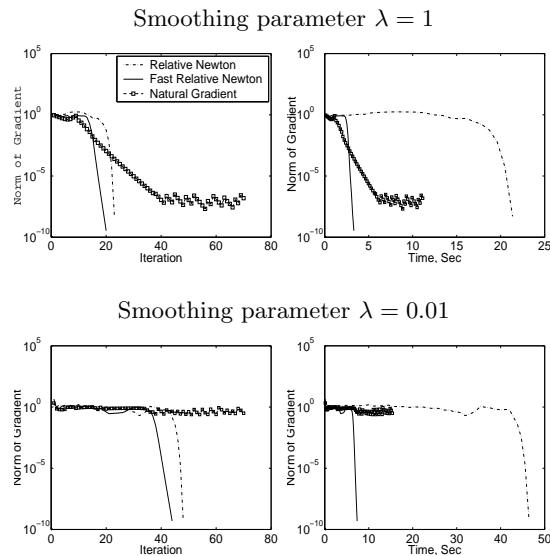 Smoothing parameter λ = 1
10^5
10^0
10^-5
10^-10
Norm of Gradient
Relative Newton
Fast Relative Newton
Natural Gradient
0 20 40 60 80
Iteration
10^5
10^0
10^-5
10^-10
Norm of Gradient
0 5 10 15 20 25
Time, Sec
Smoothing parameter λ = 0.01
10^5
10^0
10^-5
10^-10
Norm of Gradient
0 20 40 60 80
Iteration
10^5
10^0
10^-5
10^-10
Norm of Gradient
0 10 20 30 40 50
Time, Sec